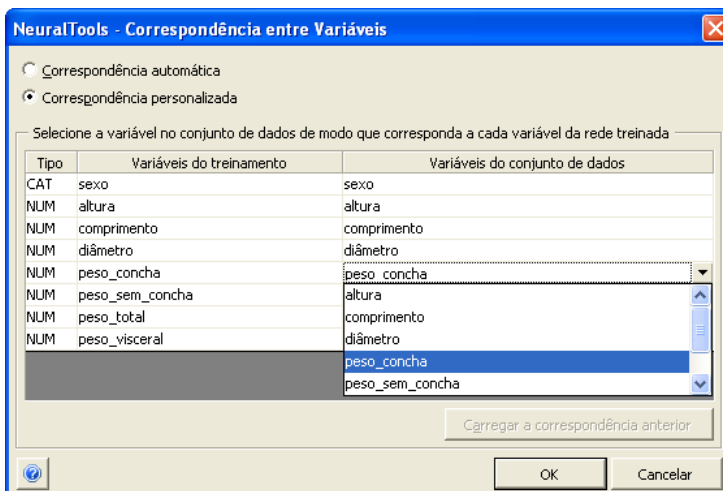 NeuralTools - Correspondência entre Variáveis
Correspondência automática
Correspondência personalizada
Selecione a variável no conjunto de dados de modo que corresponda a cada variável da rede treinada
Tipo Variáveis do treinamento Variáveis do conjunto de dados
CAT sexo sexo
NUM altura altura
NUM comprimento comprimento
NUM diâmetro diâmetro
NUM peso_concha peso_concha
NUM peso_sem_concha altura
NUM peso_total comprimento
NUM peso_visceral diâmetro
peso_concha
peso_sem_concha
Carregar a correspondência anterior
OK Cancelar